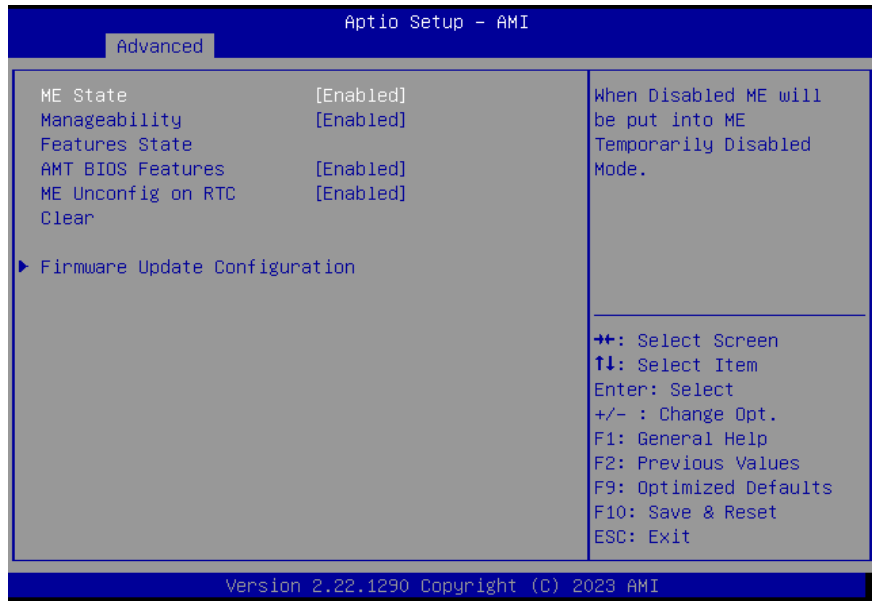 Aptio Setup – AMI
Advanced
ME State [Enabled]
Manageability [Enabled]
Features State
AMT BIOS Features [Enabled]
ME Unconfig on RTC [Enabled]
Clear
▶ Firmware Update Configuration
When Disabled ME will
be put into ME
Temporarily Disabled
Mode.
→←: Select Screen
↑↓: Select Item
Enter: Select
+/– : Change Opt.
F1: General Help
F2: Previous Values
F9: Optimized Defaults
F10: Save & Reset
ESC: Exit
Version 2.22.1290 Copyright (C) 2023 AMI